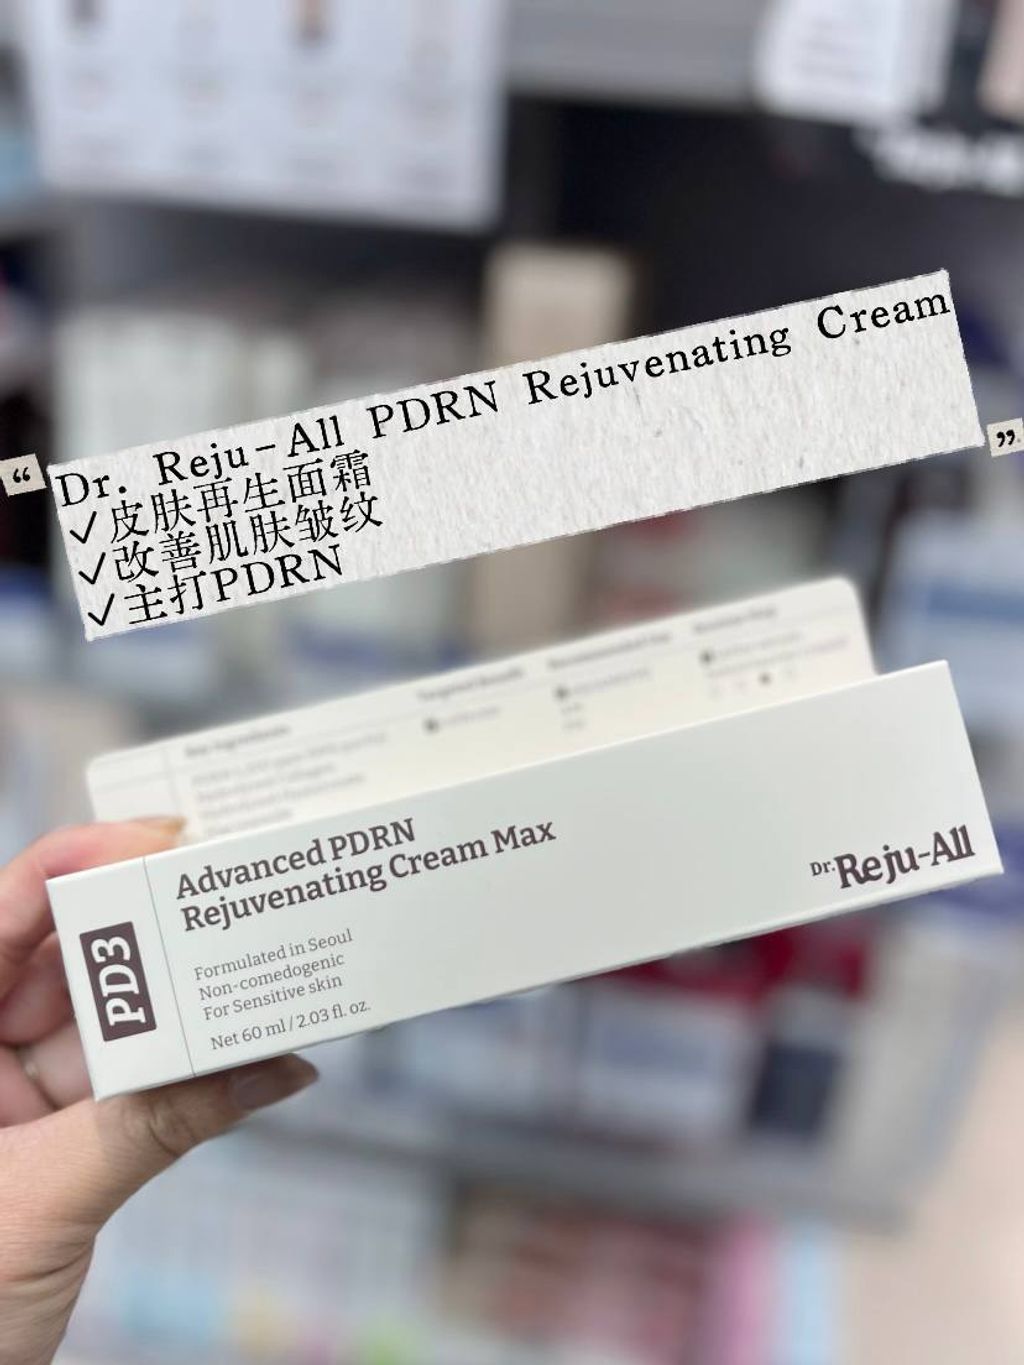 “
Dr. Reju-All PDRN Rejuvenating Cream
✓皮肤再生面霜
✓改善肌肤皱纹
✓主打PDRN
”
Advanced PDRN
Rejuvenating Cream Max
Dr.Reju-All
PD3
Formulated in Seoul
Non-comedogenic
For Sensitive skin
Net 60 ml / 2.03 fl. oz.